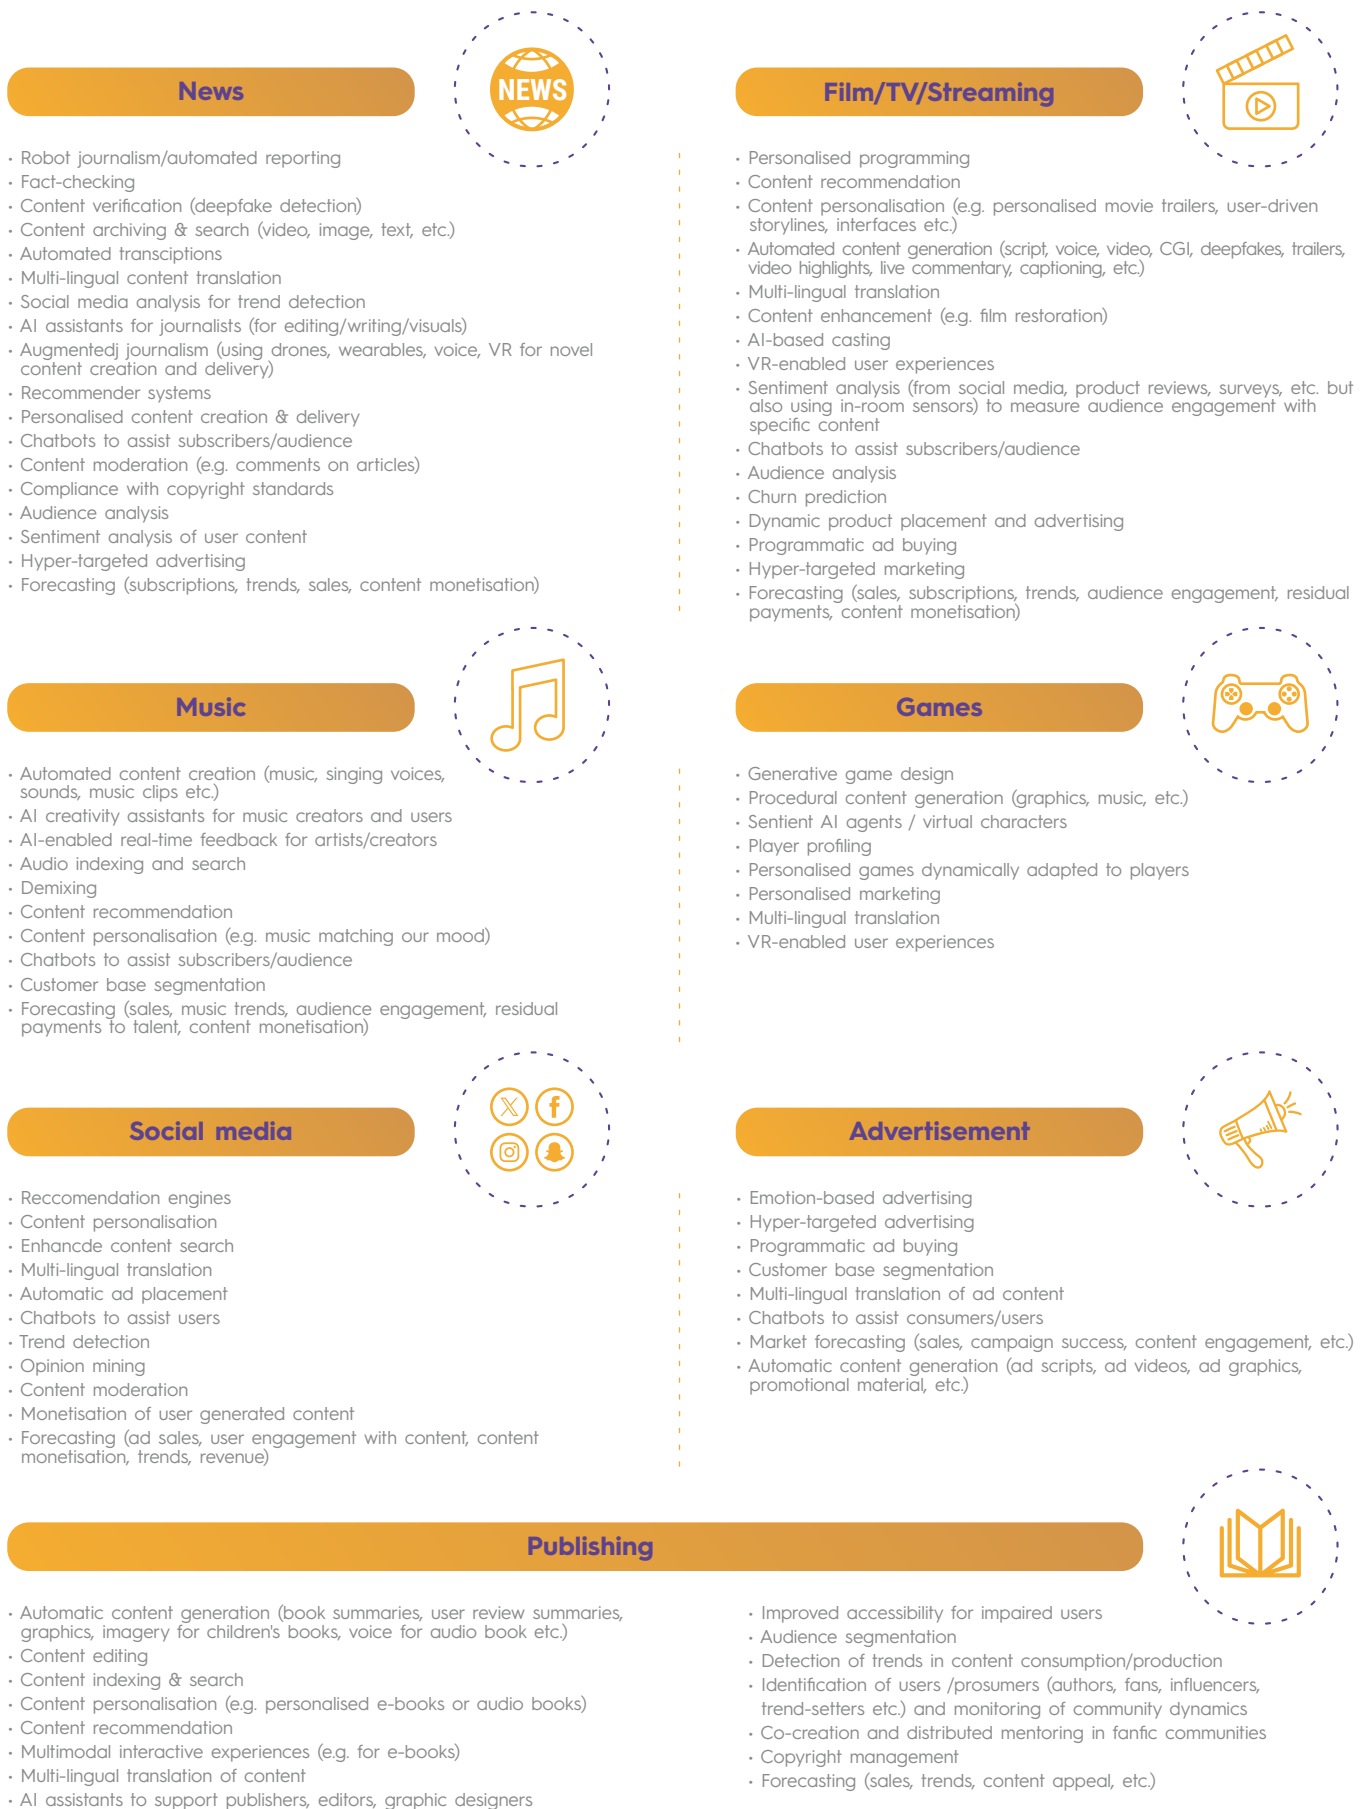 News
NEWS
· Robot journalism/automated reporting
· Fact-checking
· Content verification (deepfake detection)
· Content archiving & search (video, image, text, etc.)
· Automated transciptions
· Multi-lingual content translation
· Social media analysis for trend detection
· AI assistants for journalists (for editing/writing/visuals)
· Augmentedj journalism (using drones, wearables, voice, VR for novel
content creation and delivery)
· Recommender systems
· Personalised content creation & delivery
· Chatbots to assist subscribers/audience
· Content moderation (e.g. comments on articles)
· Compliance with copyright standards
· Audience analysis
· Sentiment analysis of user content
· Hyper-targeted advertising
· Forecasting (subscriptions, trends, sales, content monetisation)
Film/TV/Streaming
· Personalised programming
· Content recommendation
· Content personalisation (e.g. personalised movie trailers, user-driven
storylines, interfaces etc.)
· Automated content generation (script, voice, video, CGI, deepfakes, trailers,
video highlights, live commentary, captioning, etc.)
· Multi-lingual translation
· Content enhancement (e.g. film restoration)
· AI-based casting
· VR-enabled user experiences
· Sentiment analysis (from social media, product reviews, surveys, etc. but
also using in-room sensors) to measure audience engagement with
specific content
· Chatbots to assist subscribers/audience
· Audience analysis
· Churn prediction
· Dynamic product placement and advertising
· Programmatic ad buying
· Hyper-targeted marketing
· Forecasting (sales, subscriptions, trends, audience engagement, residual
payments, content monetisation)
Music
· Automated content creation (music, singing voices,
sounds, music clips etc.)
· AI creativity assistants for music creators and users
· AI-enabled real-time feedback for artists/creators
· Audio indexing and search
· Demixing
· Content recommendation
· Content personalisation (e.g. music matching our mood)
· Chatbots to assist subscribers/audience
· Customer base segmentation
· Forecasting (sales, music trends, audience engagement, residual
payments to talent, content monetisation)
Games
· Generative game design
· Procedural content generation (graphics, music, etc.)
· Sentient AI agents / virtual characters
· Player profiling
· Personalised games dynamically adapted to players
· Personalised marketing
· Multi-lingual translation
· VR-enabled user experiences
Social media
· Reccomendation engines
· Content personalisation
· Enhancde content search
· Multi-lingual translation
· Automatic ad placement
· Chatbots to assist users
· Trend detection
· Opinion mining
· Content moderation
· Monetisation of user generated content
· Forecasting (ad sales, user engagement with content, content
monetisation, trends, revenue)
Advertisement
· Emotion-based advertising
· Hyper-targeted advertising
· Programmatic ad buying
· Customer base segmentation
· Multi-lingual translation of ad content
· Chatbots to assist consumers/users
· Market forecasting (sales, campaign success, content engagement, etc.)
· Automatic content generation (ad scripts, ad videos, ad graphics,
promotional material, etc.)
Publishing
· Automatic content generation (book summaries, user review summaries,
graphics, imagery for children's books, voice for audio book etc.)
· Content editing
· Content indexing & search
· Content personalisation (e.g. personalised e-books or audio books)
· Content recommendation
· Multimodal interactive experiences (e.g. for e-books)
· Multi-lingual translation of content
· AI assistants to support publishers, editors, graphic designers
· Improved accessibility for impaired users
· Audience segmentation
· Detection of trends in content consumption/production
· Identification of users /prosumers (authors, fans, influencers,
trend-setters etc.) and monitoring of community dynamics
· Co-creation and distributed mentoring in fanfic communities
· Copyright management
· Forecasting (sales, trends, content appeal, etc.)